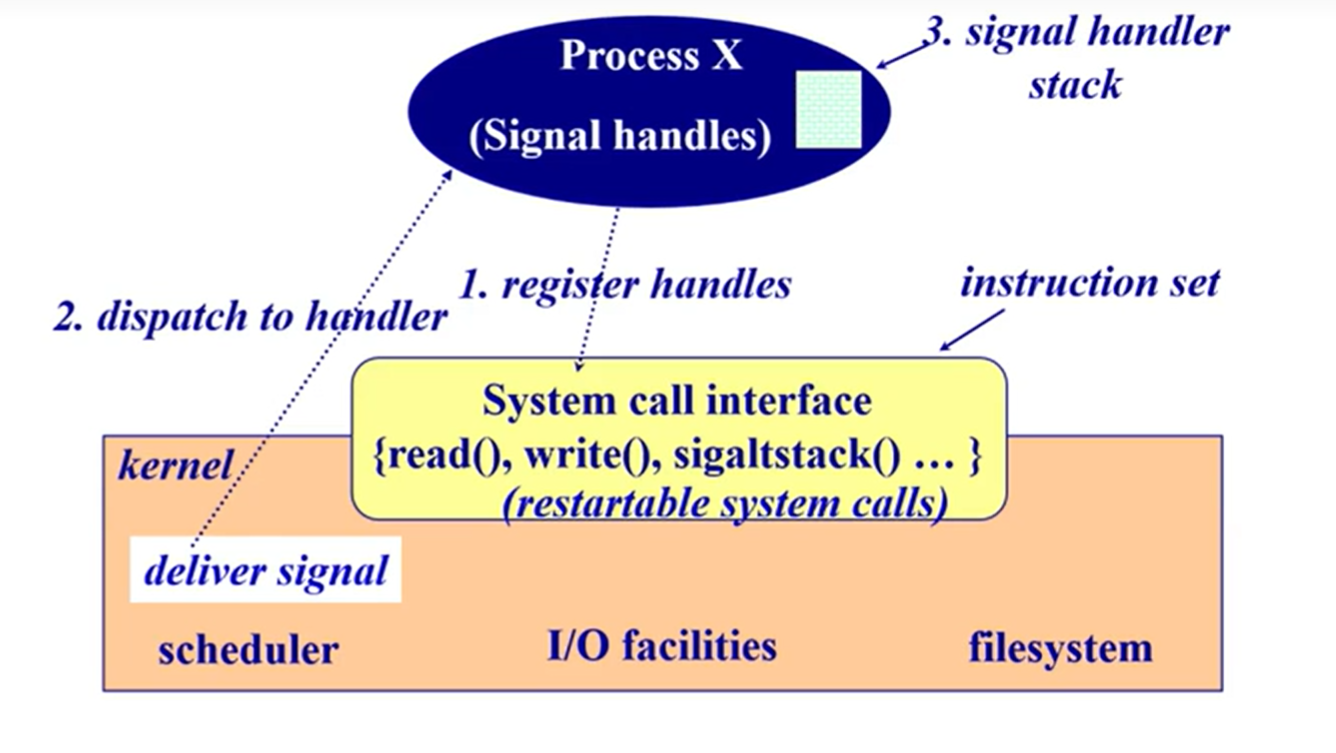 Process X
(Signal handles)
3. signal handler
stack
1. register handles
2. dispatch to handler
instruction set
System call interface
{read(), write(), sigaltstack() ... }
(restartable system calls)
kernel
deliver signal
scheduler
I/O facilities
filesystem